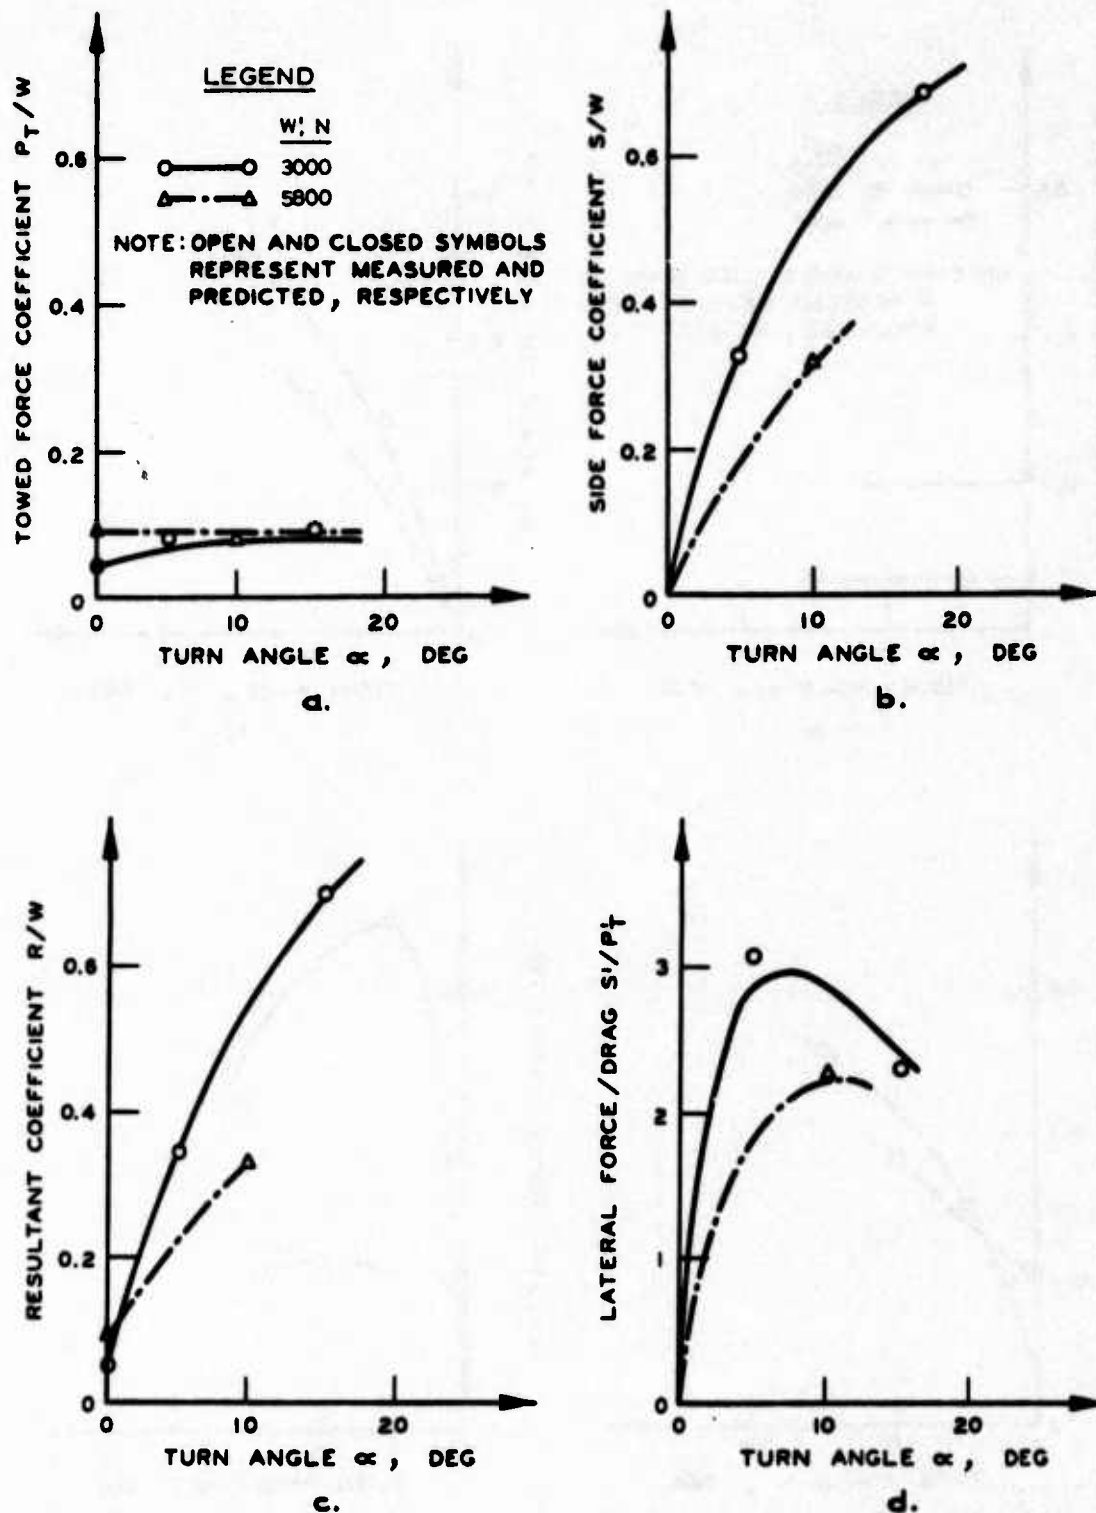 TOWED FORCE COEFFICIENT P_T/W
0.6
0.4
0.2
0
0
10
20
TURN ANGLE α, DEG
a.
LEGEND
W', N
3000
5800
NOTE: OPEN AND CLOSED SYMBOLS
REPRESENT MEASURED AND
PREDICTED, RESPECTIVELY
SIDE FORCE COEFFICIENT S/W
0.6
0.4
0.2
0
0
10
20
TURN ANGLE α, DEG
b.
RESULTANT COEFFICIENT R/W
0.6
0.4
0.2
0
0
10
20
TURN ANGLE α, DEG
c.
LATERAL FORCE/DRAG S'/P'_T
3
2
1
0
0
10
20
TURN ANGLE α, DEG
d.